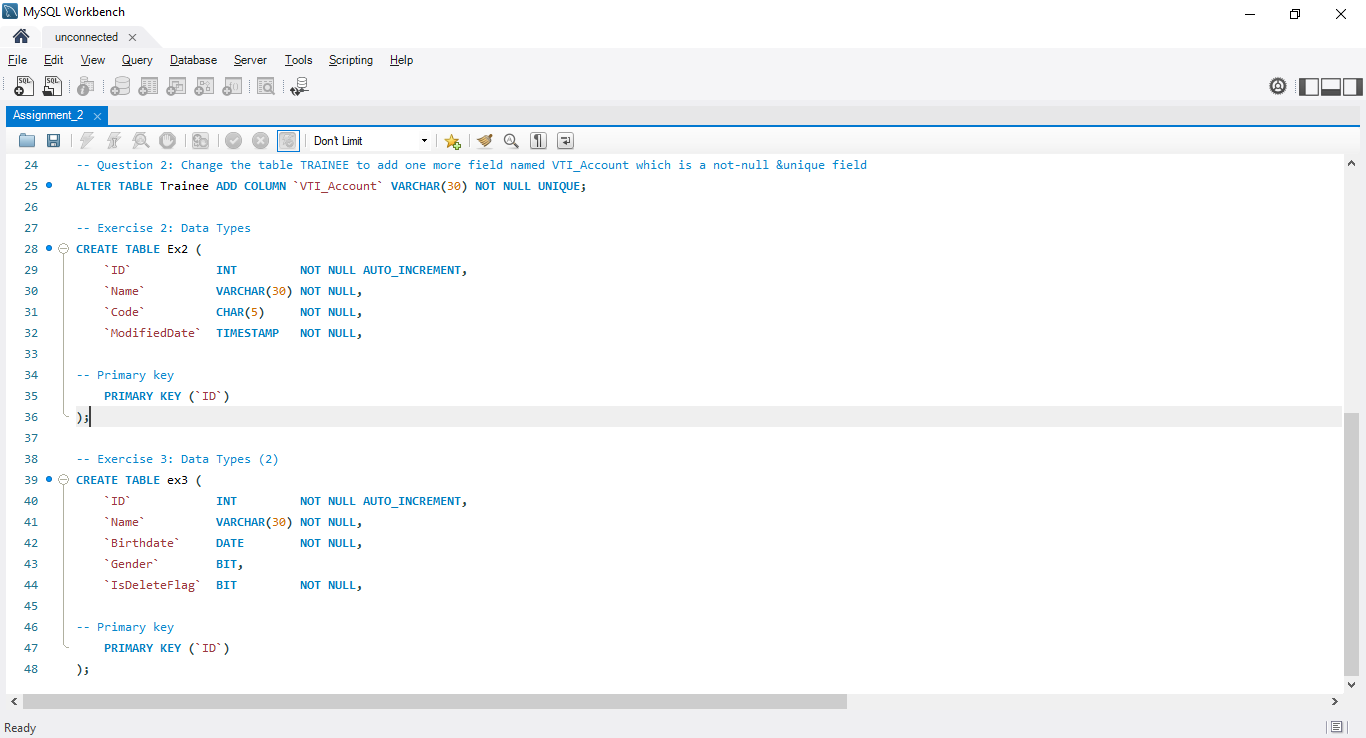 MySQL Workbench
unconnected
File Edit View Query Database Server Tools Scripting Help
Assignment_2
Don't Limit
24 -- Question 2: Change the table TRAINEE to add one more field named VTI_Account which is a not-null &unique field
25 ALTER TABLE Trainee ADD COLUMN `VTI_Account` VARCHAR(30) NOT NULL UNIQUE;
26
27 -- Exercise 2: Data Types
28 CREATE TABLE Ex2 (
29 `ID` INT NOT NULL AUTO_INCREMENT,
30 `Name` VARCHAR(30) NOT NULL,
31 `Code` CHAR(5) NOT NULL,
32 `ModifiedDate` TIMESTAMP NOT NULL,
33
34 -- Primary key
35 PRIMARY KEY (`ID`)
36 );
37
38 -- Exercise 3: Data Types (2)
39 CREATE TABLE ex3 (
40 `ID` INT NOT NULL AUTO_INCREMENT,
41 `Name` VARCHAR(30) NOT NULL,
42 `Birthdate` DATE NOT NULL,
43 `Gender` BIT,
44 `IsDeleteFlag` BIT NOT NULL,
45
46 -- Primary key
47 PRIMARY KEY (`ID`)
48 );
Ready